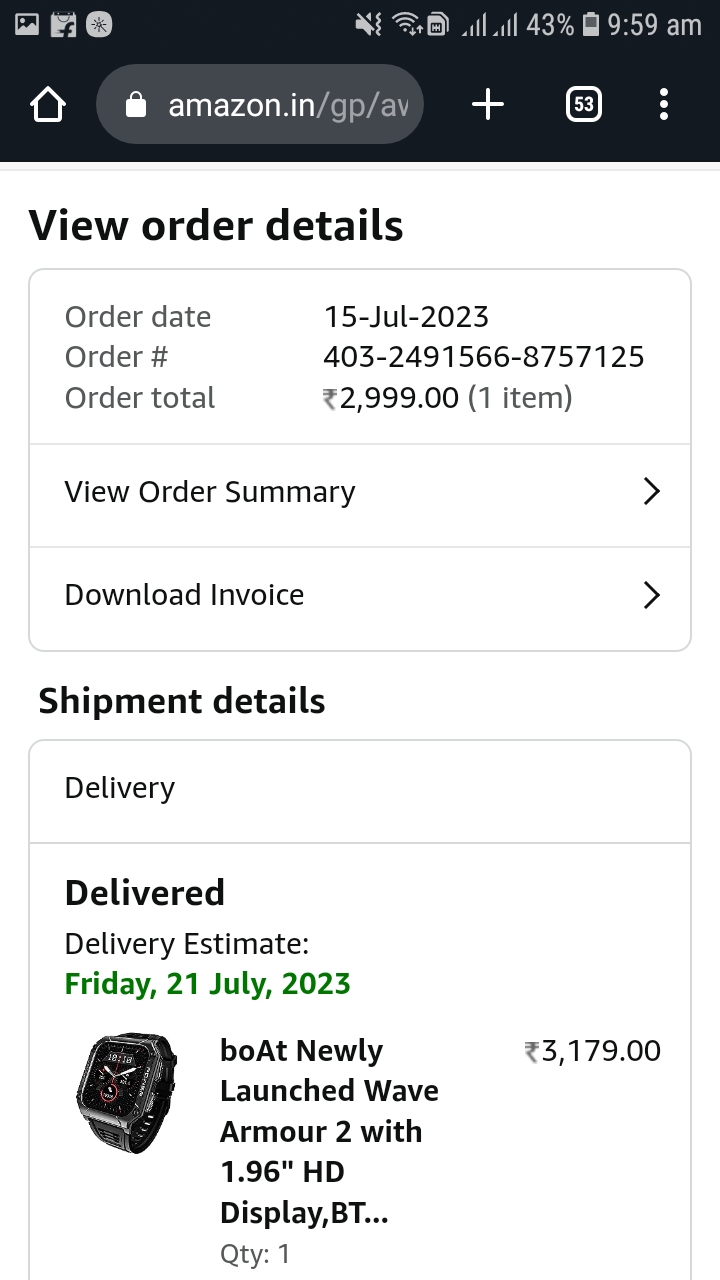 43% 9:59 am
amazon.in/gp/av
53
View order details
Order date 15-Jul-2023
Order # 403-2491566-8757125
Order total ₹2,999.00 (1 item)
View Order Summary
Download Invoice
Shipment details
Delivery
Delivered
Delivery Estimate:
Friday, 21 July, 2023
boAt Newly ₹3,179.00
Launched Wave
Armour 2 with
1.96" HD
Display,BT...
Qty: 1
10:18